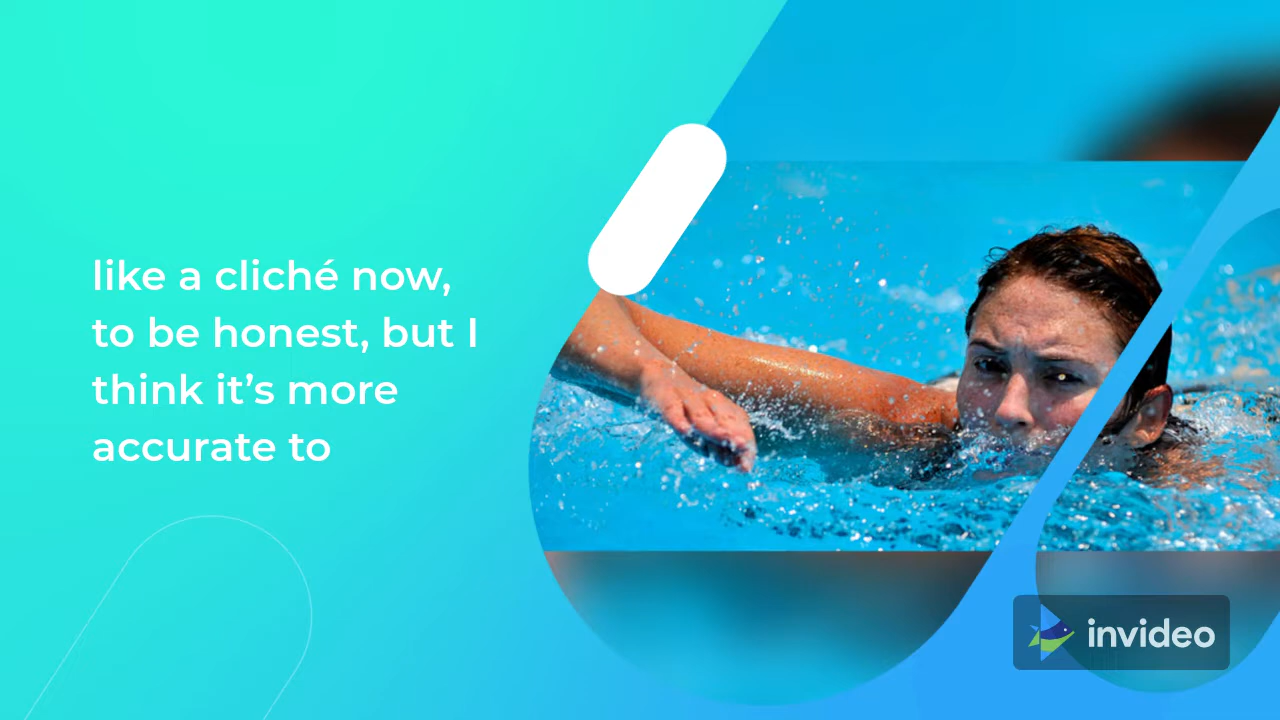 like a cliché now,
to be honest, but I
think it’s more
accurate to
invideo